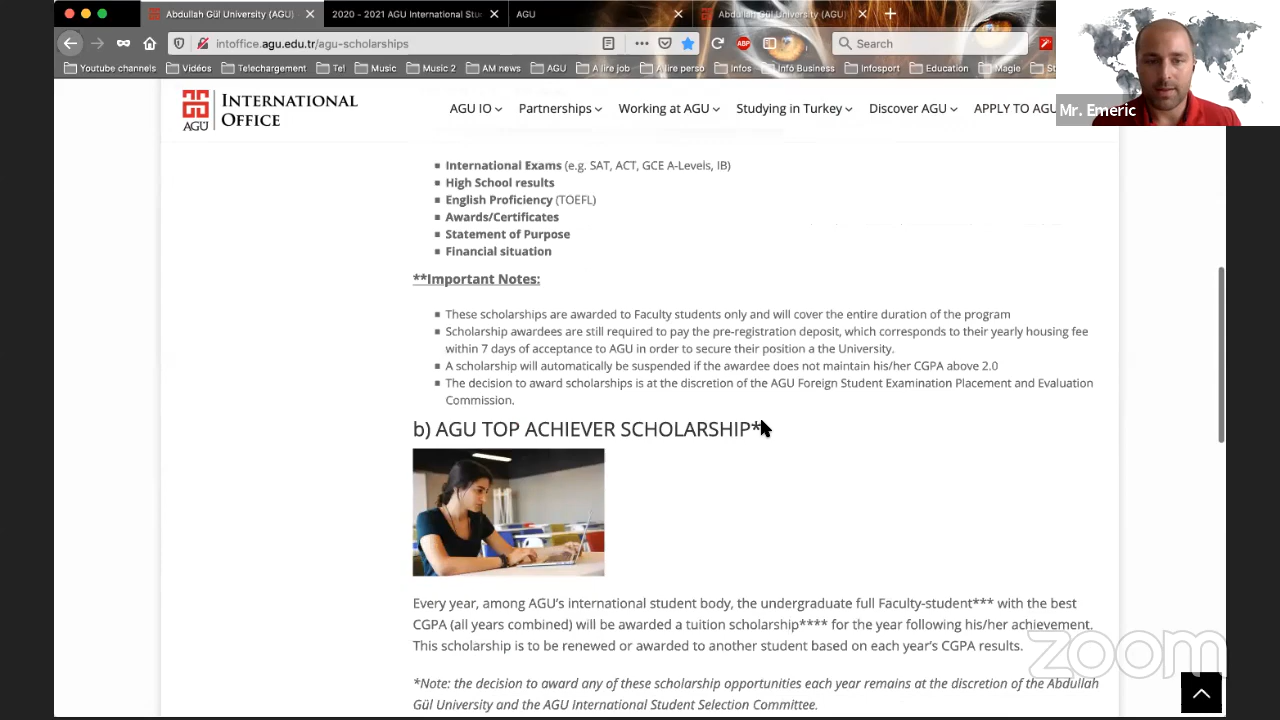 Abdullah Gül University (AGU)
2020 - 2021 AGU International Stu
AGU
Abdullah Gül University (AGU)
intoffice.agu.edu.tr/agu-scholarships
Search
Youtube channels
Vidéos
Telechargement
Tel
Music
Music 2
AM news
AGU
A lire job
A lire perso
Infos
Info Business
Infosport
Education
Magie
Mr. Emeric
AGU
INTERNATIONAL
OFFICE
AGU IO
Partnerships
Working at AGU
Studying in Turkey
Discover AGU
APPLY TO AGU
International Exams (e.g. SAT, ACT, GCE A-Levels, IB)
High School results
English Proficiency (TOEFL)
Awards/Certificates
Statement of Purpose
Financial situation
**Important Notes:
These scholarships are awarded to Faculty students only and will cover the entire duration of the program
Scholarship awardees are still required to pay the pre-registration deposit, which corresponds to their yearly housing fee
within 7 days of acceptance to AGU in order to secure their position a the University.
A scholarship will automatically be suspended if the awardee does not maintain his/her CGPA above 2.0
The decision to award scholarships is at the discretion of the AGU Foreign Student Examination Placement and Evaluation
Commission.
b) AGU TOP ACHIEVER SCHOLARSHIP*
Every year, among AGU's international student body, the undergraduate full Faculty-student*** with the best
CGPA (all years combined) will be awarded a tuition scholarship**** for the year following his/her achievement.
This scholarship is to be renewed or awarded to another student based on each year's CGPA results.
*Note: the decision to award any of these scholarship opportunities each year remains at the discretion of the Abdullah
Gül University and the AGU International Student Selection Committee.
zoom